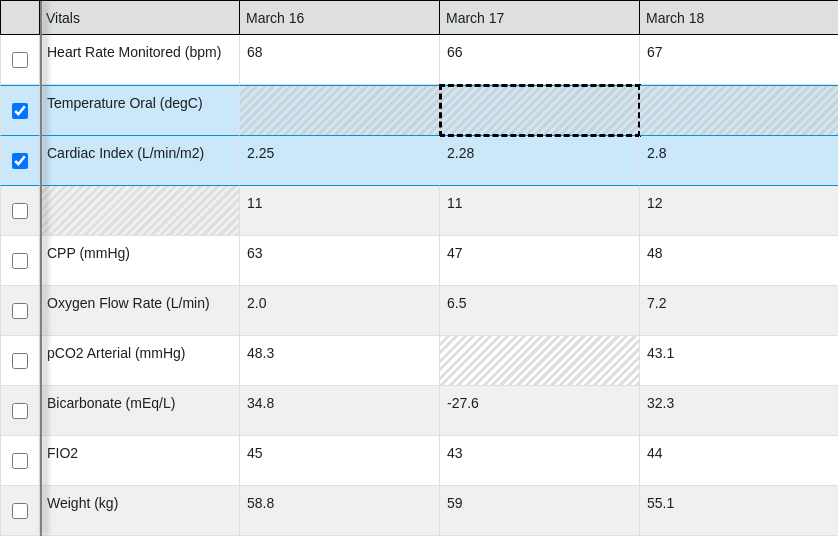 Vitals March 16 March 17 March 18
Heart Rate Monitored (bpm) 68 66 67
Temperature Oral (degC)
Cardiac Index (L/min/m2) 2.25 2.28 2.8
11 11 12
CPP (mmHg) 63 47 48
Oxygen Flow Rate (L/min) 2.0 6.5 7.2
pCO2 Arterial (mmHg) 48.3 43.1
Bicarbonate (mEq/L) 34.8 -27.6 32.3
FIO2 45 43 44
Weight (kg) 58.8 59 55.1